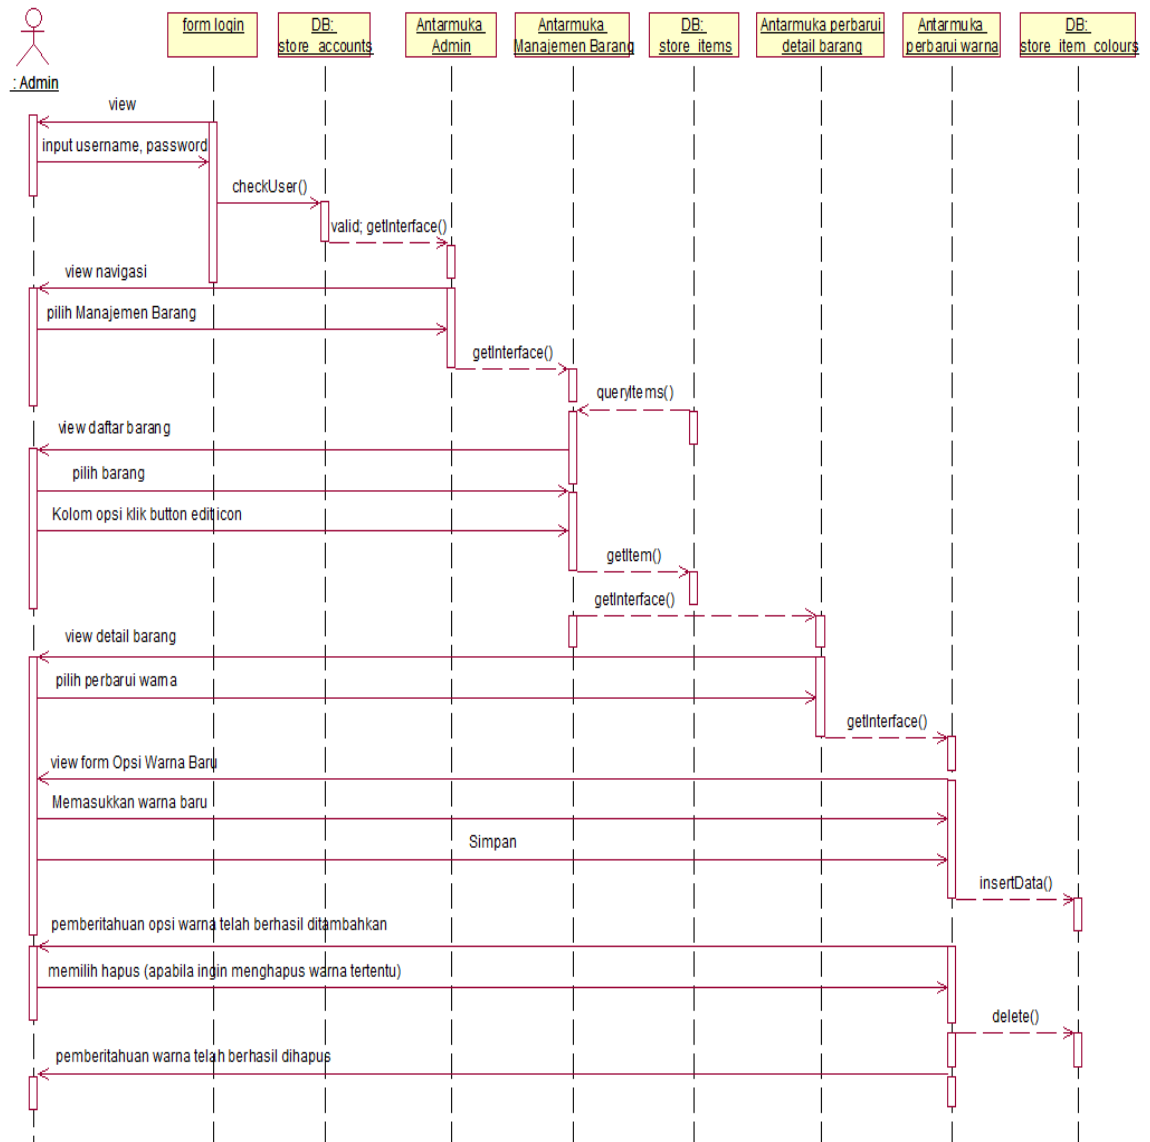 form login
DB:
store_accounts
Antarmuka
Admin
Antarmuka
Manajemen Barang
DB:
store_items
Antarmuka perbarui
detail barang
Antarmuka
perbarui warna
DB:
store_item_colours
: Admin
view
input username, password
checkUser()
valid; getInterface()
view navigasi
pilih Manajemen Barang
getInterface()
queryItems()
view daftar barang
pilih barang
Kolom opsi klik button edit icon
getItem()
getInterface()
view detail barang
pilih perbarui warna
getInterface()
view form Opsi Warna Baru
Memasukkan warna baru
Simpan
insertData()
pemberitahuan opsi warna telah berhasil ditambahkan
memilih hapus (apabila ingin menghapus warna tertentu)
delete()
pemberitahuan warna telah berhasil dihapus